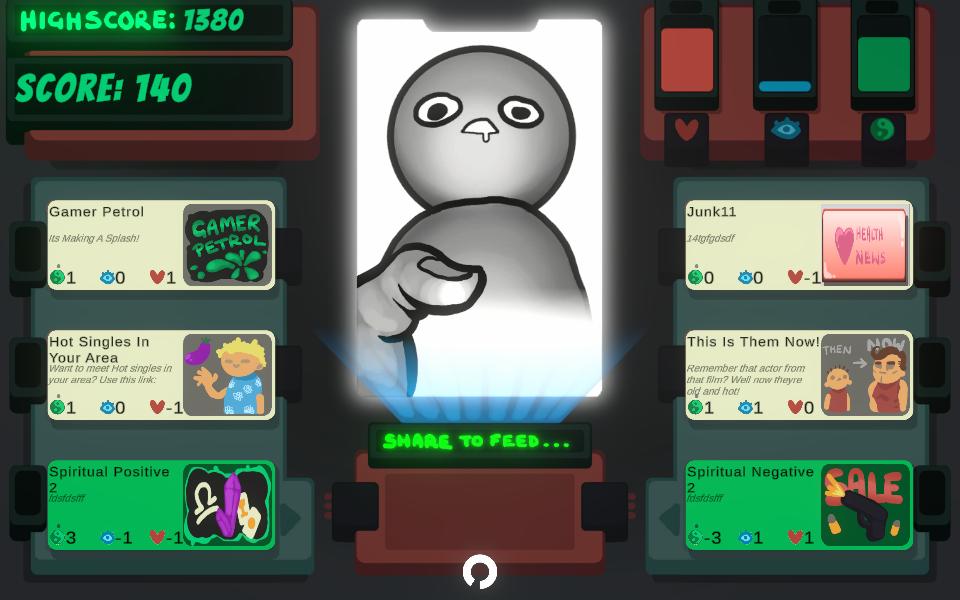 HIGHSCORE: 1380
SCORE: 140
Gamer Petrol
Its Making A Splash!
1 0 1
GAMER
PETROL
Hot Singles In
Your Area
Want to meet Hot singles in
your area? Use this link:
1 0 -1
Spiritual Positive
2
fdsfdsfff
3 -1 -1
SHARE TO FEED...
Junk11
14tgfgdsdf
0 0 -1
HEALTH
NEWS
This Is Them Now!
Remember that actor from
that film? Well now theyre
old and hot!
1 1 0
THEN NOW
Spiritual Negative
2
fdsfdsfff
-3 1 1
SALE